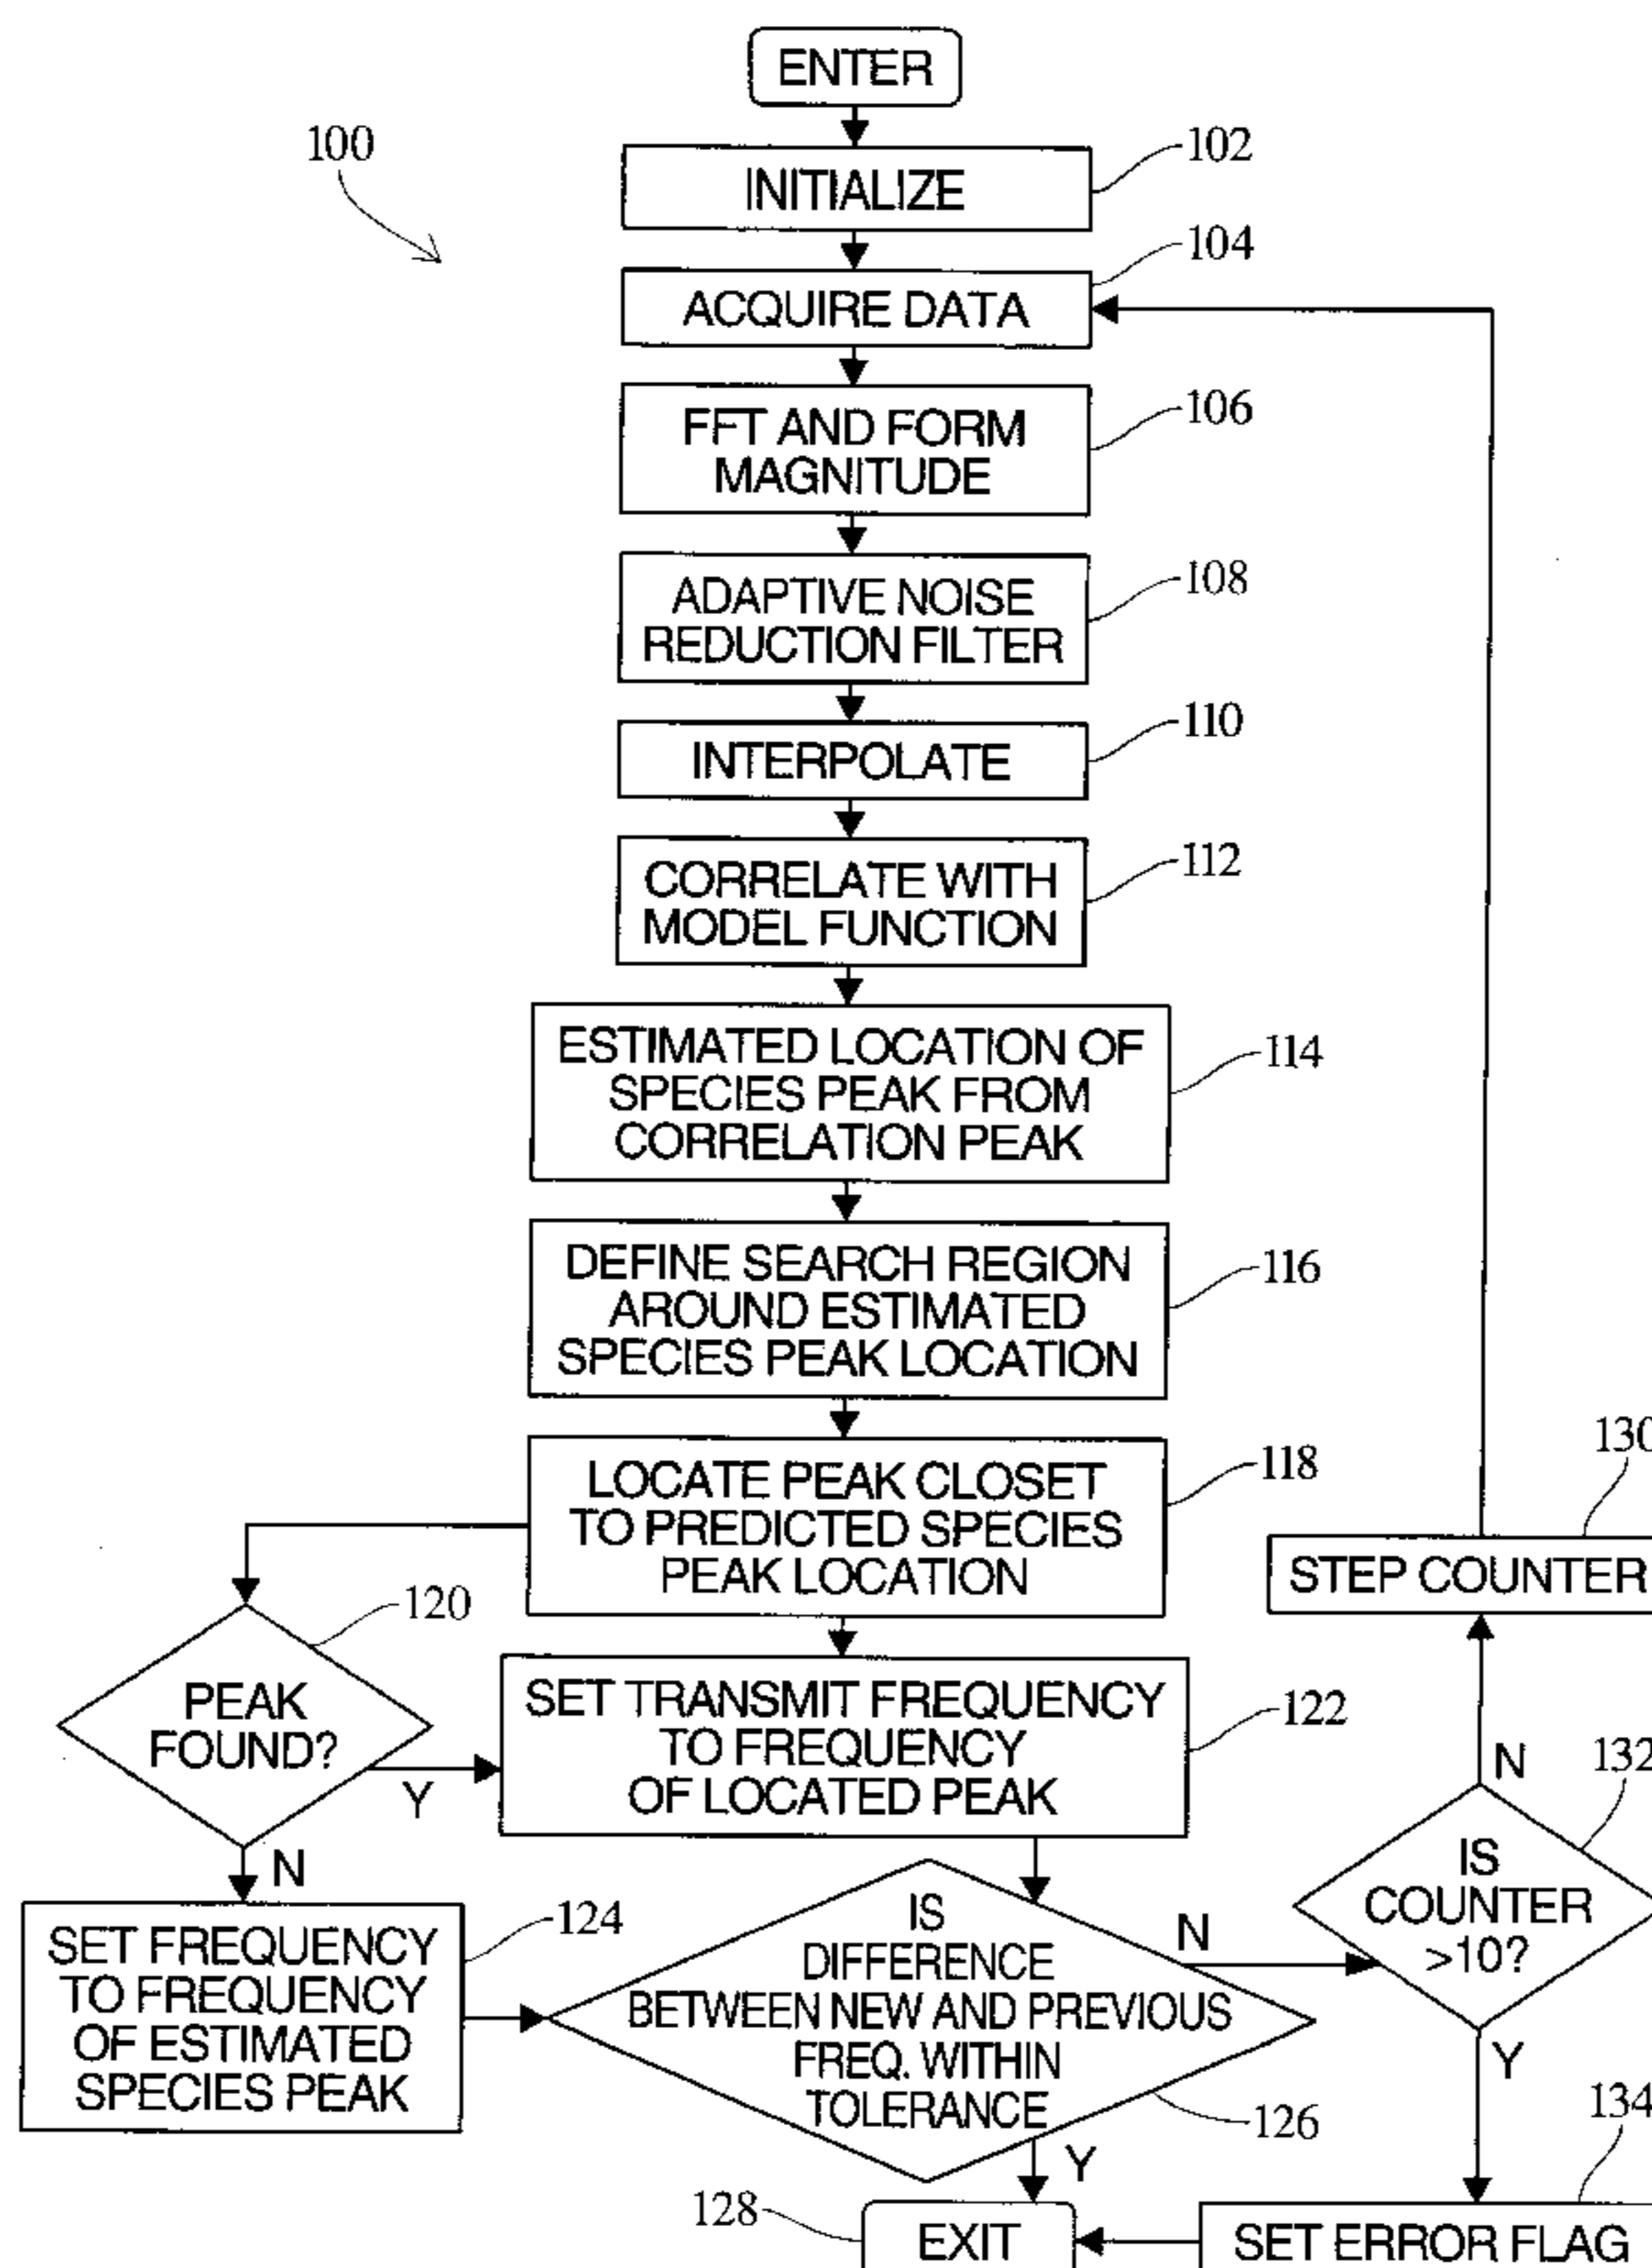 ENTER
100
102
INITIALIZE
104
ACQUIRE DATA
106
FFT AND FORM
MAGNITUDE
108
ADAPTIVE NOISE
REDUCTION FILTER
110
INTERPOLATE
112
CORRELATE WITH
MODEL FUNCTION
114
ESTIMATED LOCATION OF
SPECIES PEAK FROM
CORRELATION PEAK
116
DEFINE SEARCH REGION
AROUND ESTIMATED
SPECIES PEAK LOCATION
118
LOCATE PEAK CLOSET
TO PREDICTED SPECIES
PEAK LOCATION
120
PEAK
FOUND?
Y
N
122
SET TRANSMIT FREQUENCY
TO FREQUENCY
OF LOCATED PEAK
124
SET FREQUENCY
TO FREQUENCY
OF ESTIMATED
SPECIES PEAK
IS
DIFFERENCE
BETWEEN NEW AND PREVIOUS
FREQ. WITHIN
TOLERANCE
126
N
Y
130
STEP COUNTER
N
132
IS
COUNTER
>10?
Y
134
SET ERROR FLAG
128
EXIT